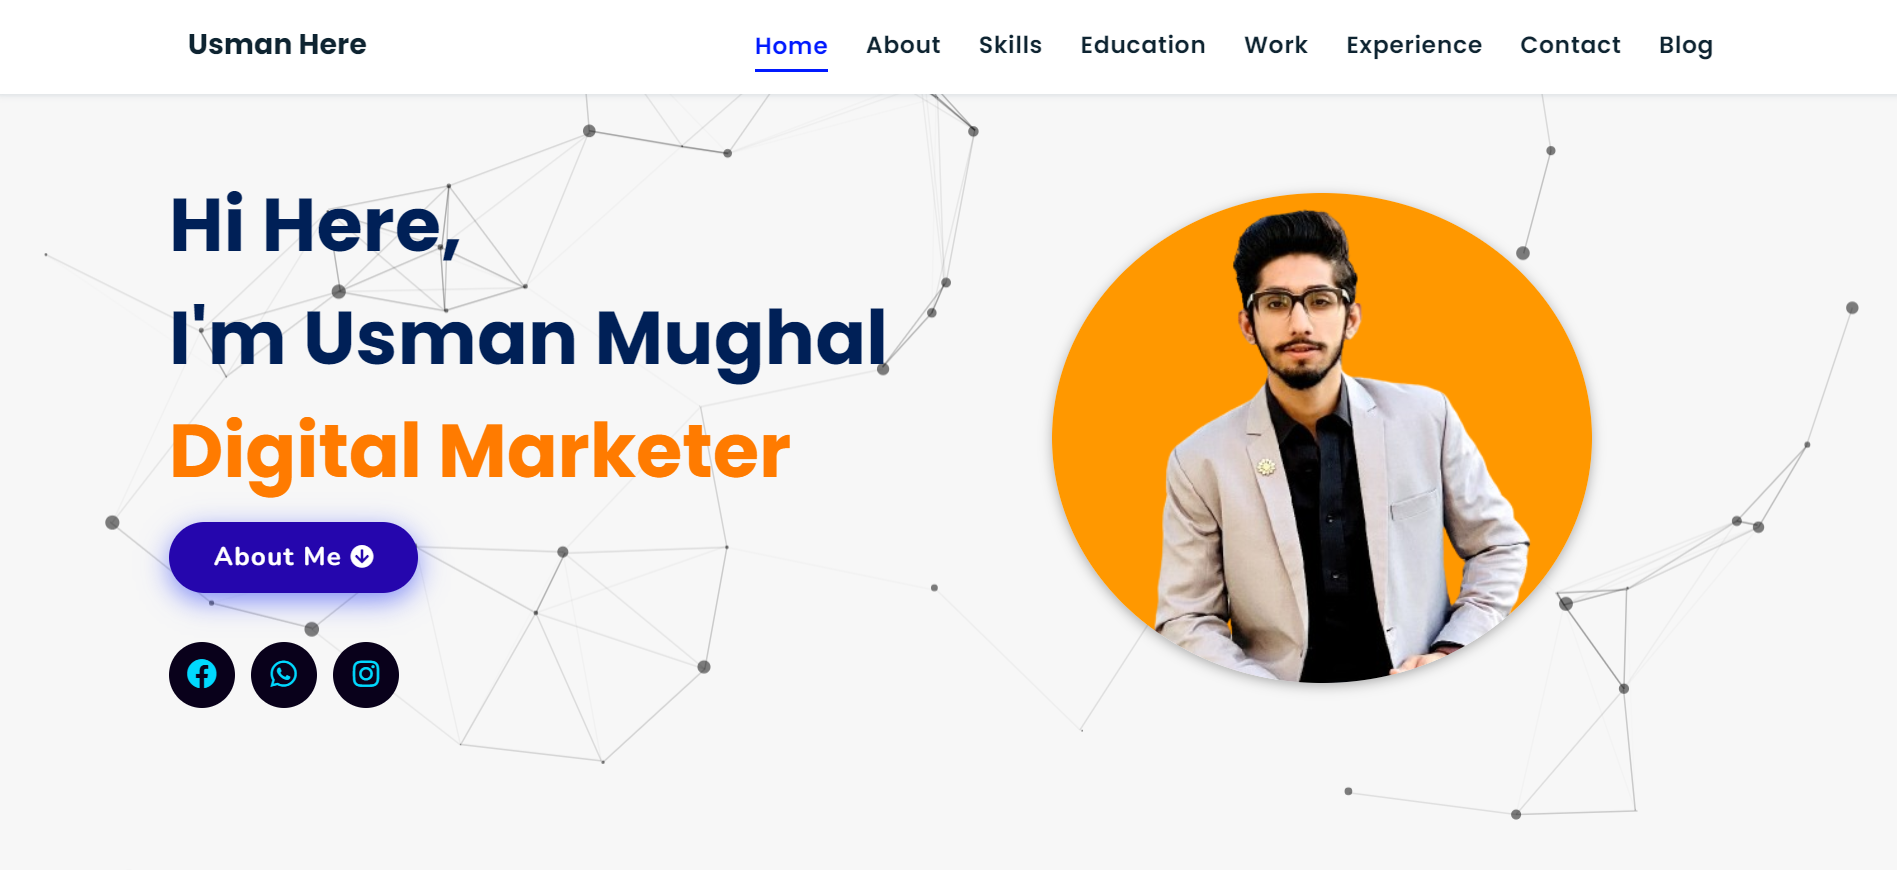 Usman Here
Home About Skills Education Work Experience Contact Blog
Hi Here,
I'm Usman Mughal
Digital Marketer
About Me